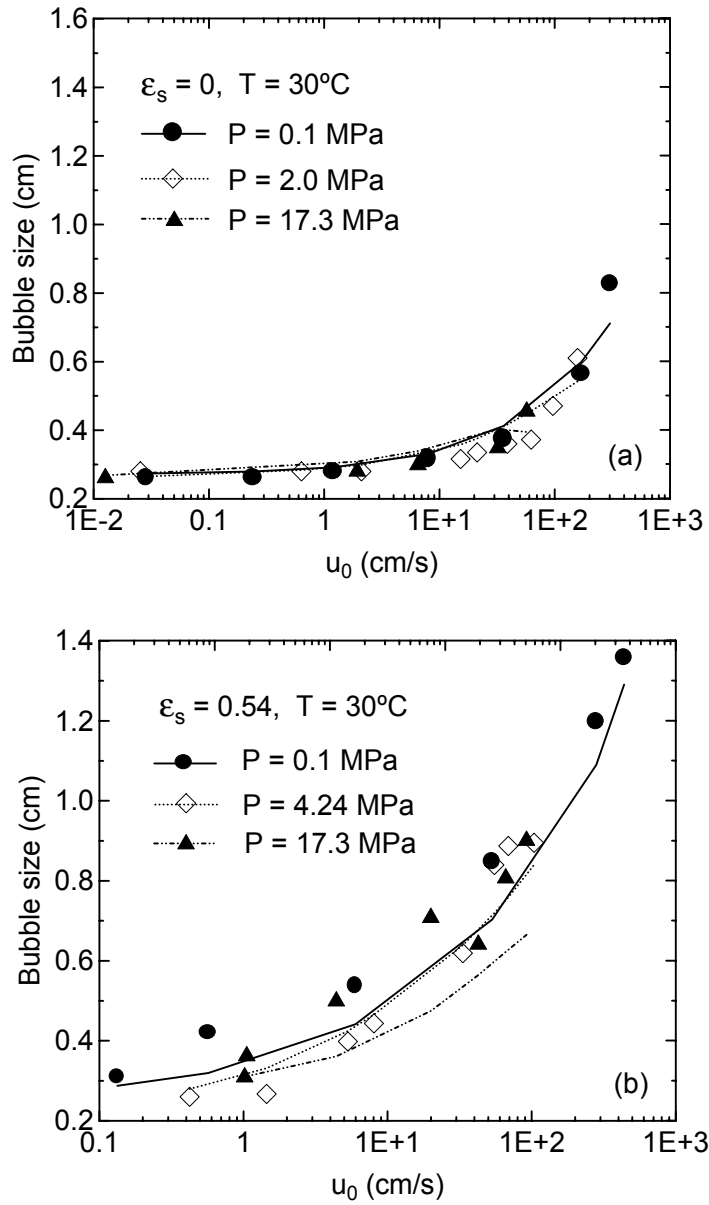 1.6
1.4
1.2
1.0
0.8
0.6
0.4
0.2
Bubble size (cm)
εs = 0, T = 30ºC
P = 0.1 MPa
P = 2.0 MPa
P = 17.3 MPa
(a)
1E-2 0.1 1 1E+1 1E+2 1E+3
u0 (cm/s)
1.4
1.2
1.0
0.8
0.6
0.4
0.2
Bubble size (cm)
εs = 0.54, T = 30ºC
P = 0.1 MPa
P = 4.24 MPa
P = 17.3 MPa
(b)
0.1 1 1E+1 1E+2 1E+3
u0 (cm/s)